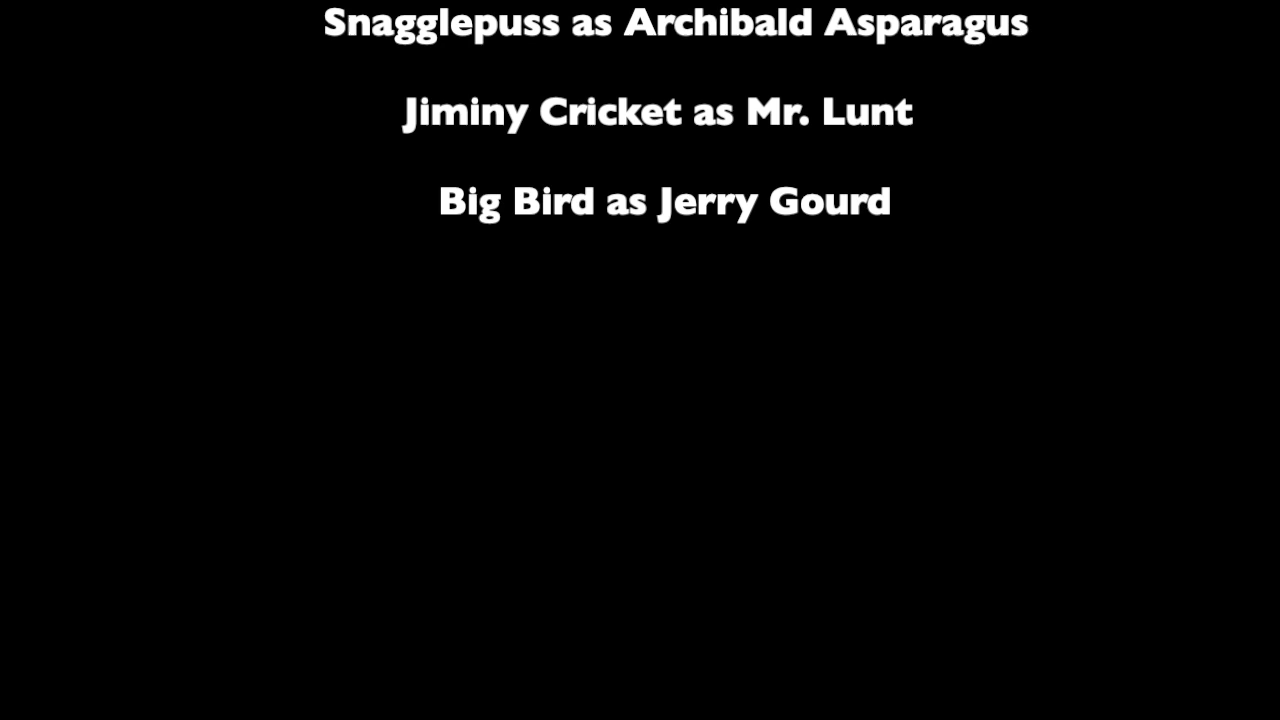 Snagglepuss as Archibald Asparagus
Jiminy Cricket as Mr. Lunt
Big Bird as Jerry Gourd